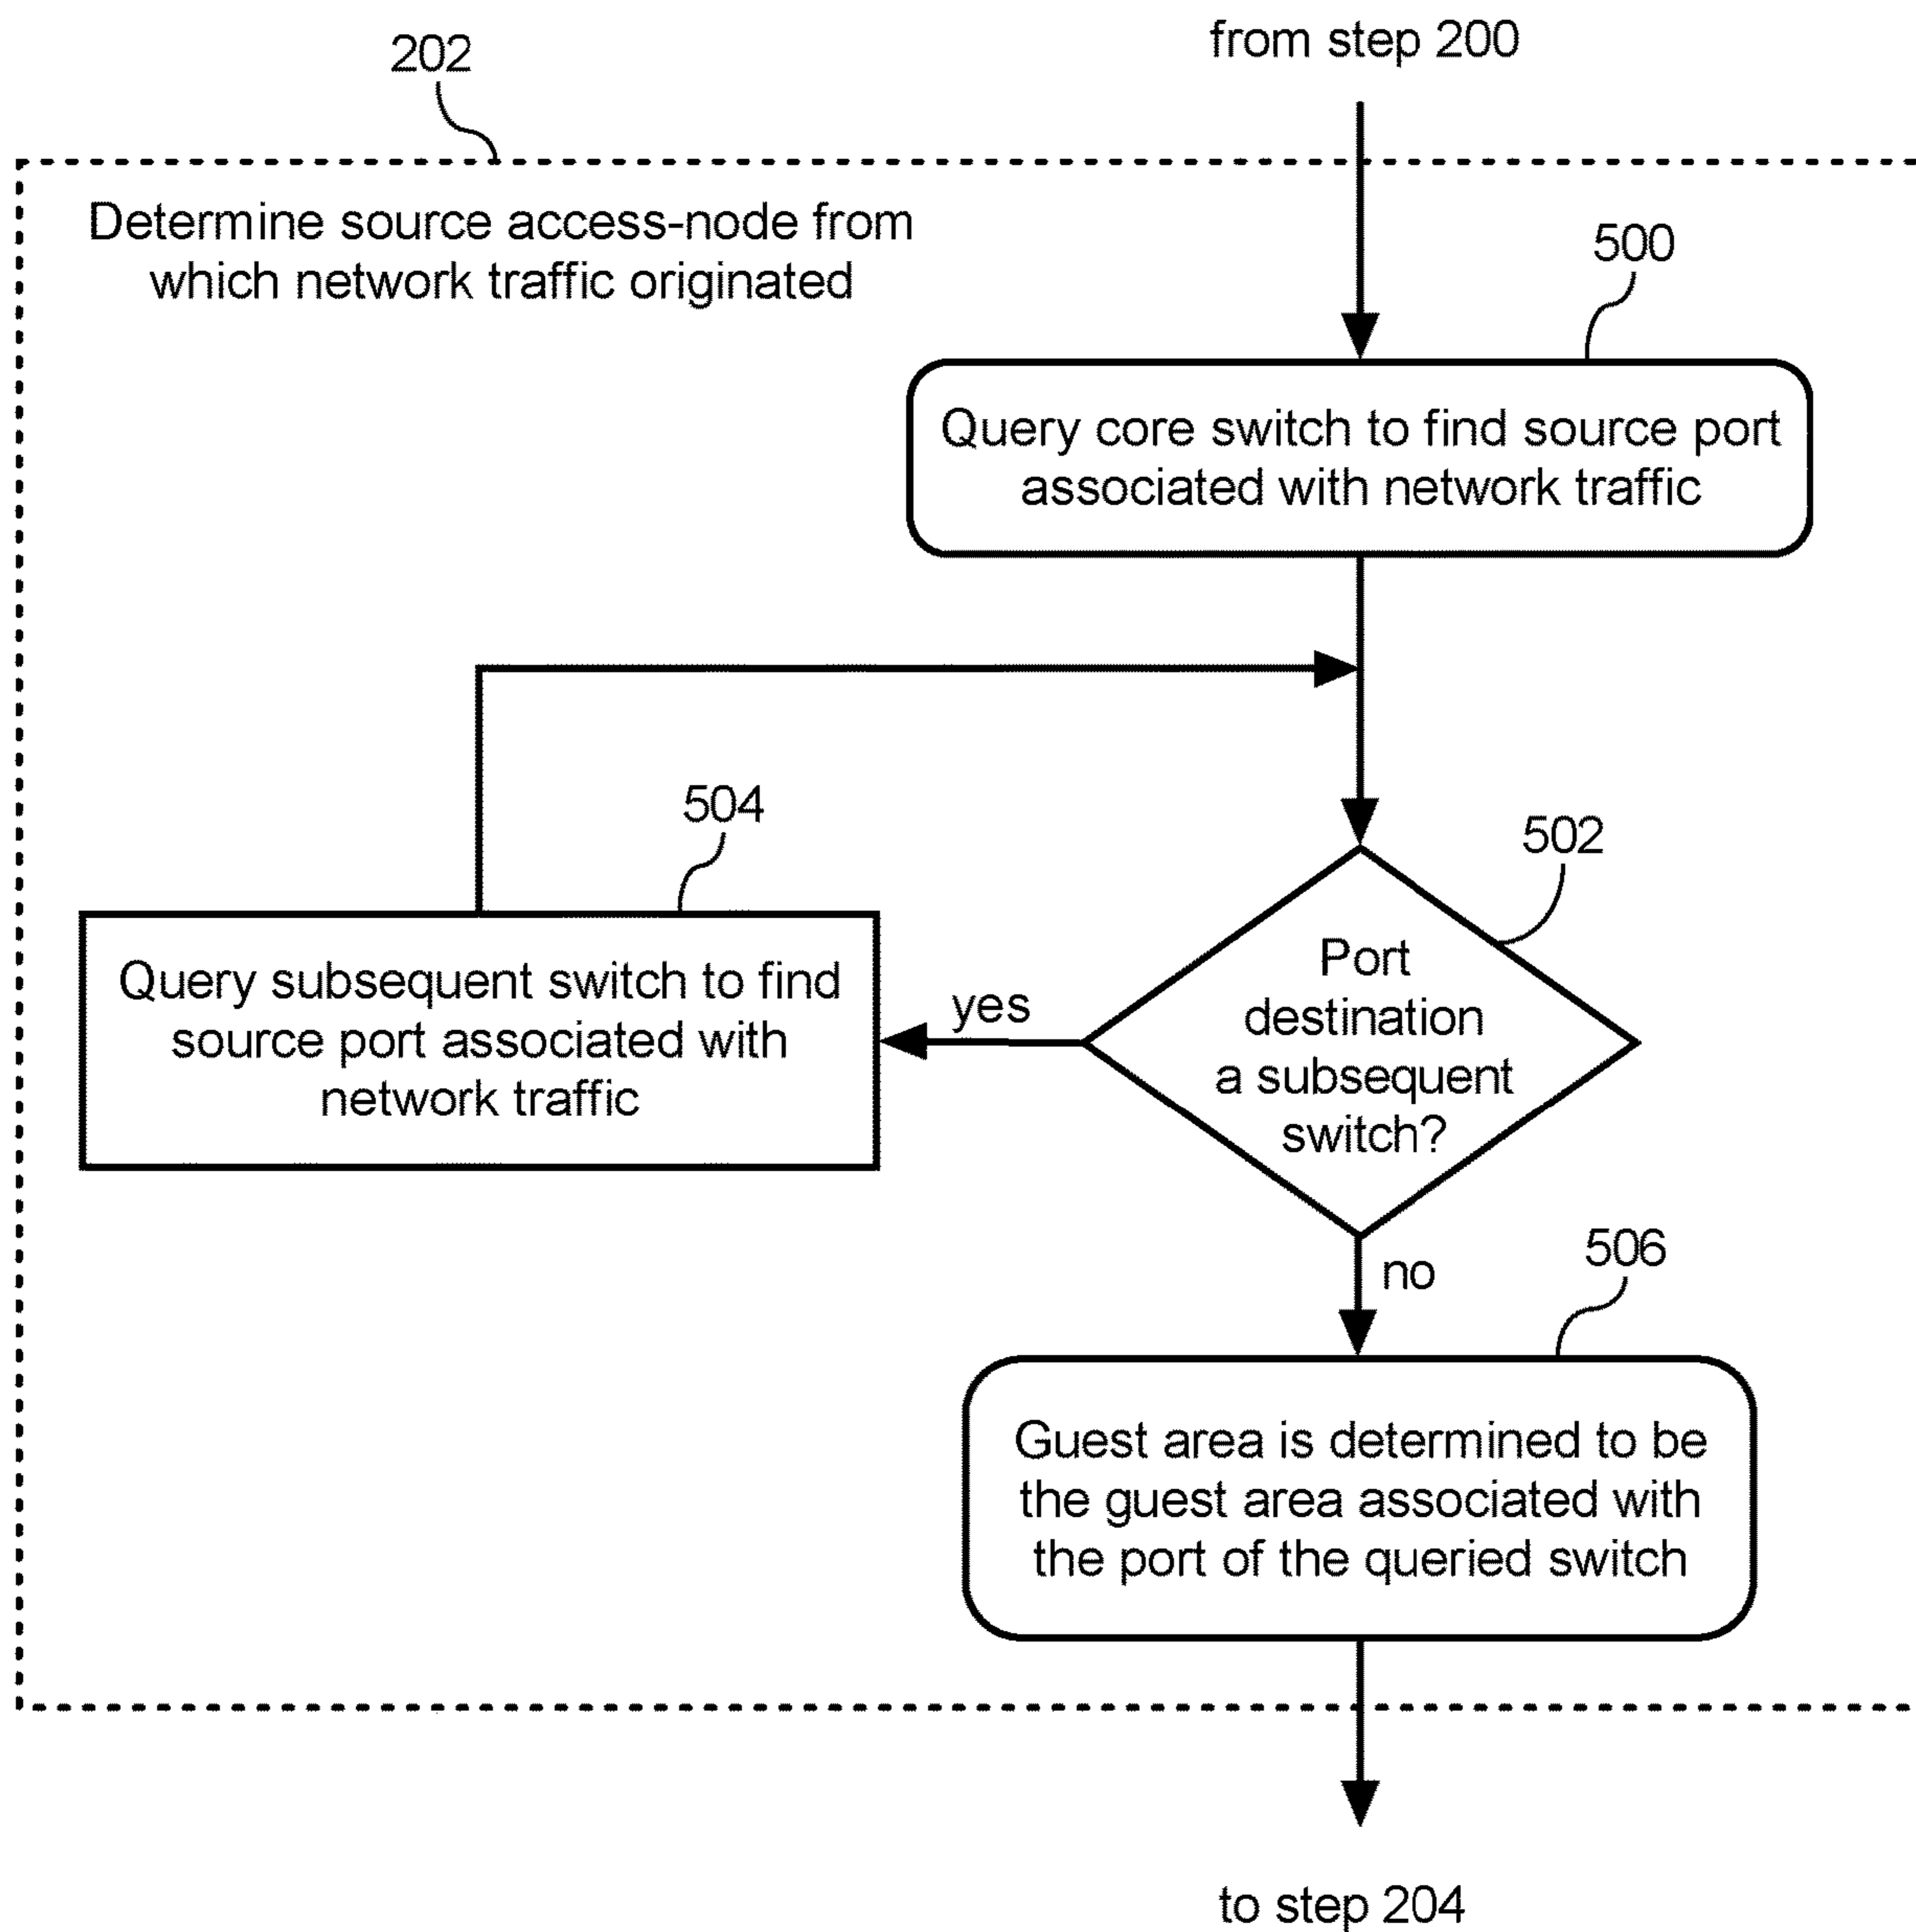 202
from step 200
Determine source access-node from
which network traffic originated
500
Query core switch to find source port
associated with network traffic
504
502
Query subsequent switch to find
source port associated with
network traffic
yes
Port
destination
a subsequent
switch?
no
506
Guest area is determined to be
the guest area associated with
the port of the queried switch
to step 204